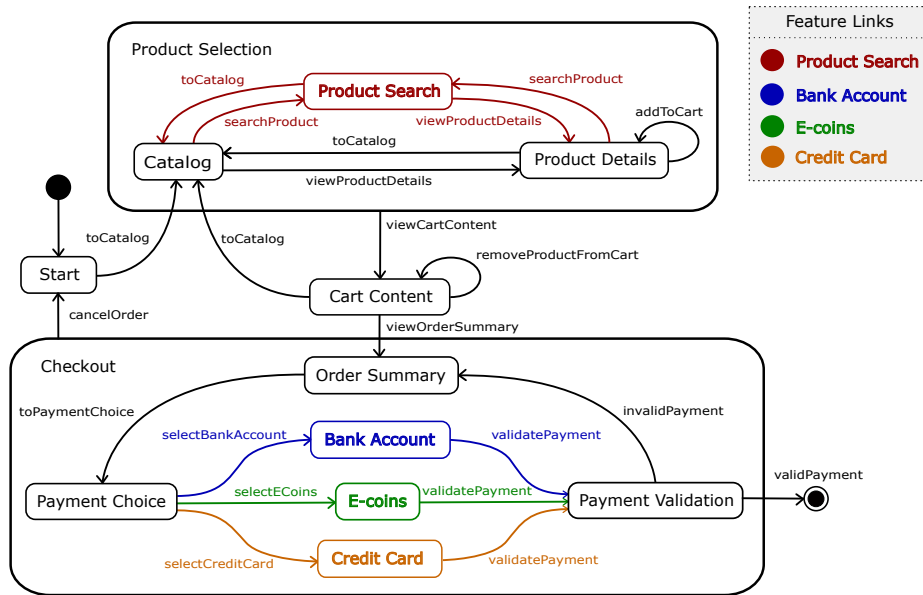 Feature Links
Product Search
Bank Account
E-coins
Credit Card
Product Selection
toCatalog
Product Search
searchProduct
searchProduct
viewProductDetails
addToCart
toCatalog
Catalog
Product Details
viewProductDetails
toCatalog
toCatalog
viewCartContent
removeProductFromCart
Start
Cart Content
cancelOrder
viewOrderSummary
Checkout
Order Summary
toPaymentChoice
invalidPayment
selectBankAccount
Bank Account
validatePayment
validPayment
selectECoins
validatePayment
Payment Choice
E-coins
Payment Validation
selectCreditCard
Credit Card
validatePayment